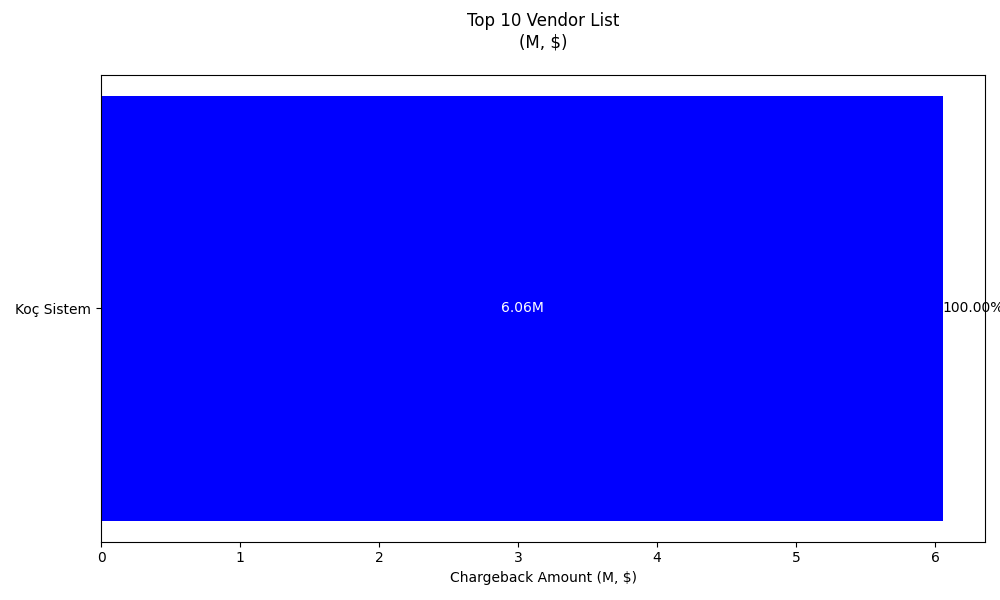 Top 10 Vendor List
(M, $)
Koç Sistem
6.06M
100.00%
0 1 2 3 4 5 6
Chargeback Amount (M, $)